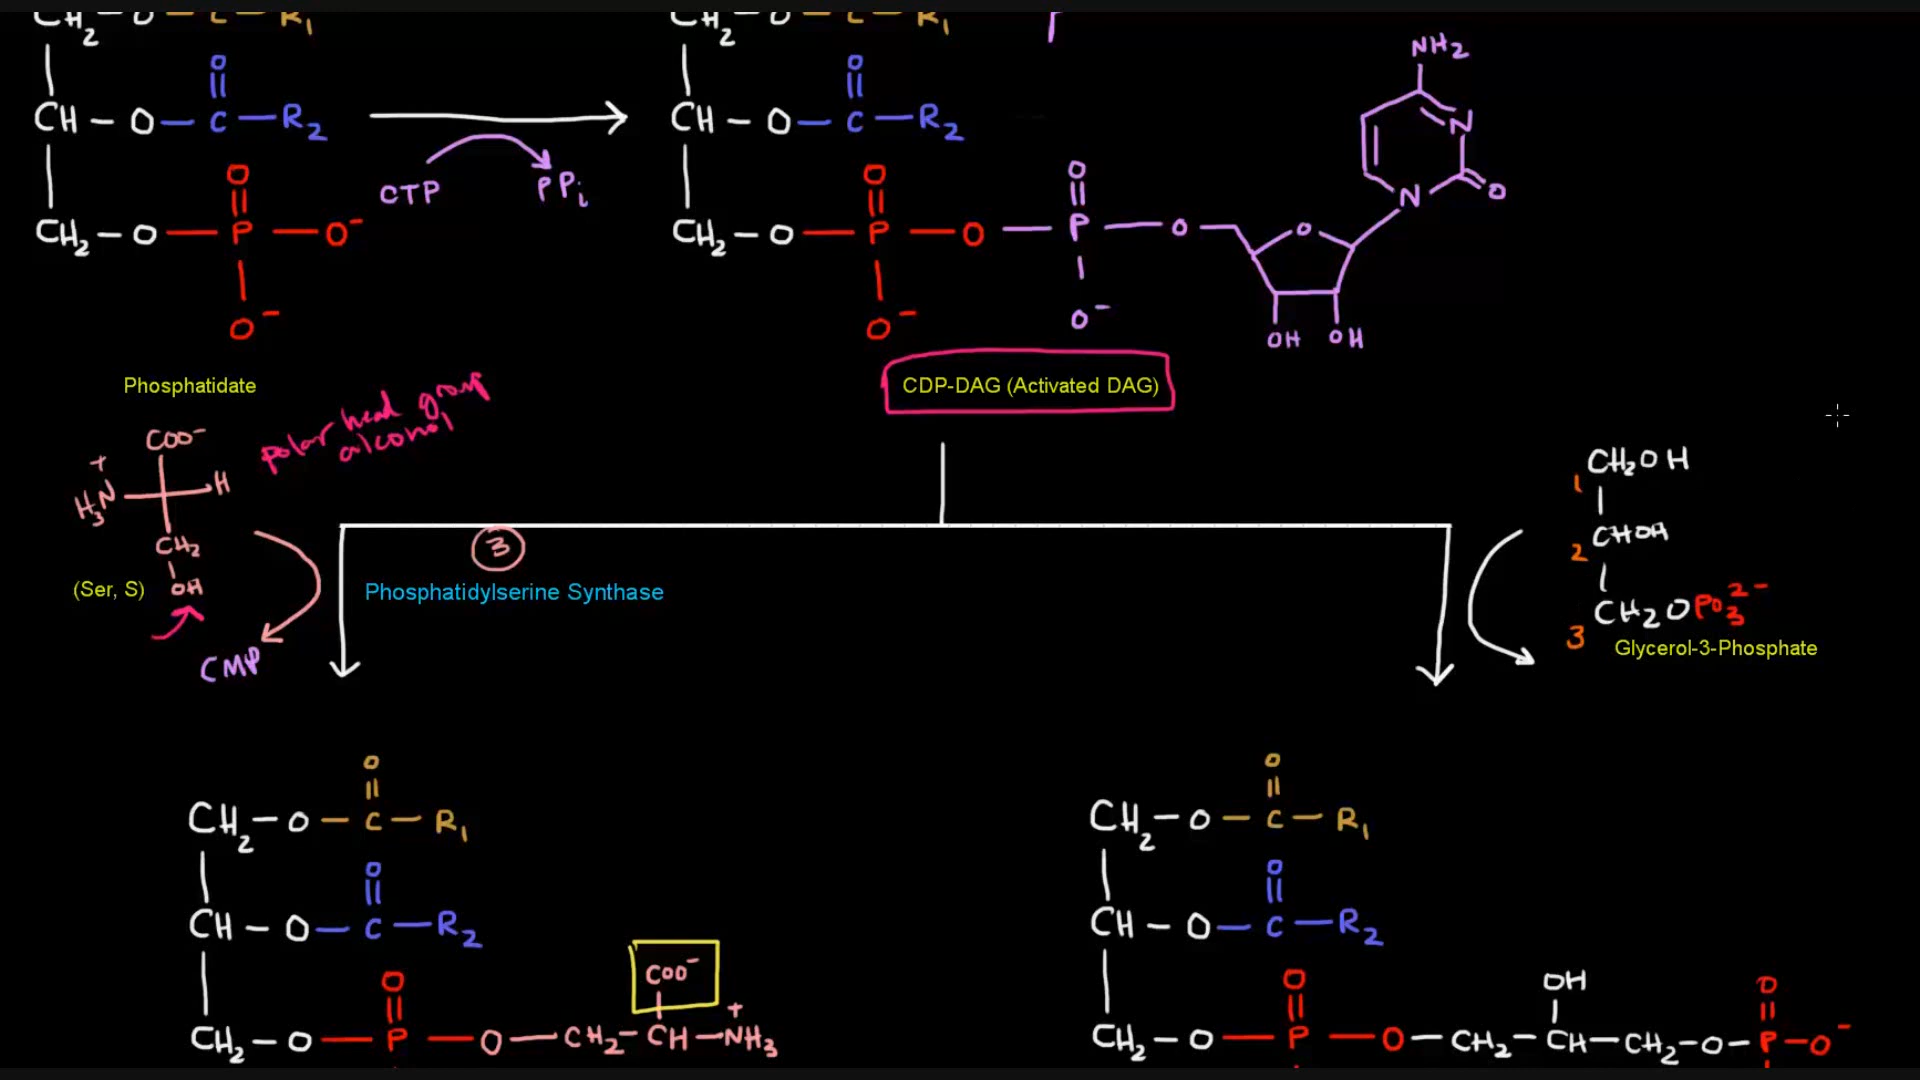 CH2 - O - C - R1
CH2 - O - C - R1
O
O
NH2
CH - O - C - R2
CH - O - C - R2
N
CTP
PPi
O
O
O
N
O
CH2 - O - P - O-
CH2 - O - P - O - P - O
O
O-
O-
O-
OH OH
Phosphatidate
CDP-DAG (Activated DAG)
polar head group
alcohol
COO-
H3N+
H
CH2
OH
(Ser, S)
CMP
3
Phosphatidylserine Synthase
CH2OH
1
CHOH
2
CH2OPO3 2-
3
Glycerol-3-Phosphate
O
O
CH2 - O - C - R1
CH2 - O - C - R1
O
O
CH - O - C - R2
CH - O - C - R2
O
COO-
O
OH
O
CH2 - O - P - O - CH2 - CH - NH3+
CH2 - O - P - O - CH2 - CH - CH2 - O - P - O-